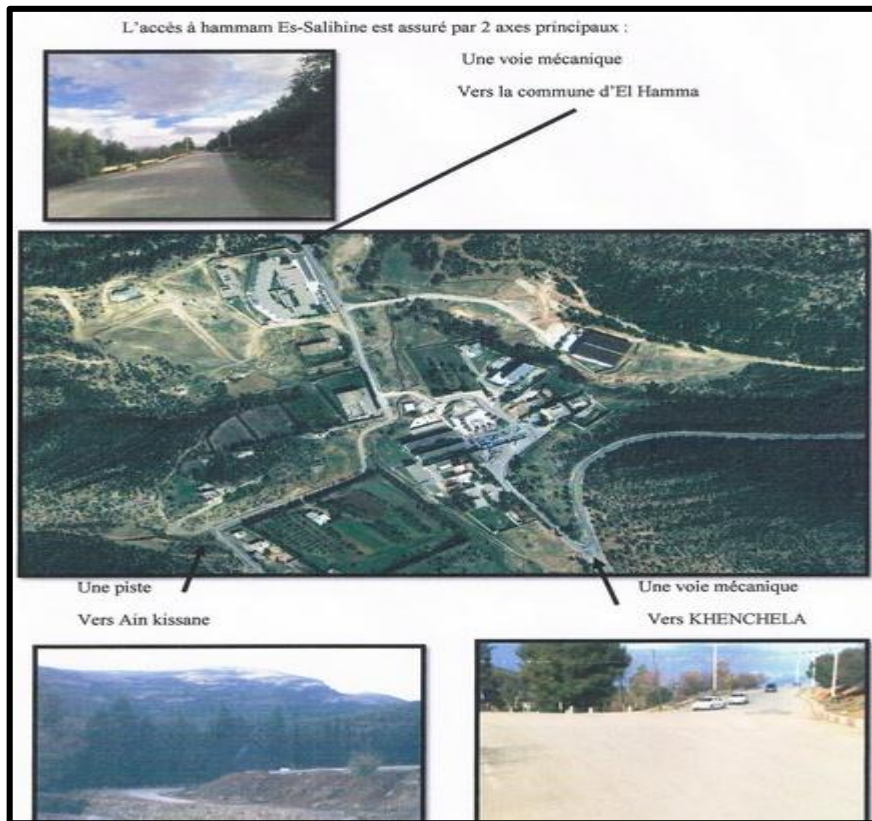 L'accès à hammam Es-Salihine est assuré par 2 axes principaux :
Une voie mécanique
Vers la commune d'El Hamma
Une piste
Vers Ain kissane
Une voie mécanique
Vers KHENCHELA